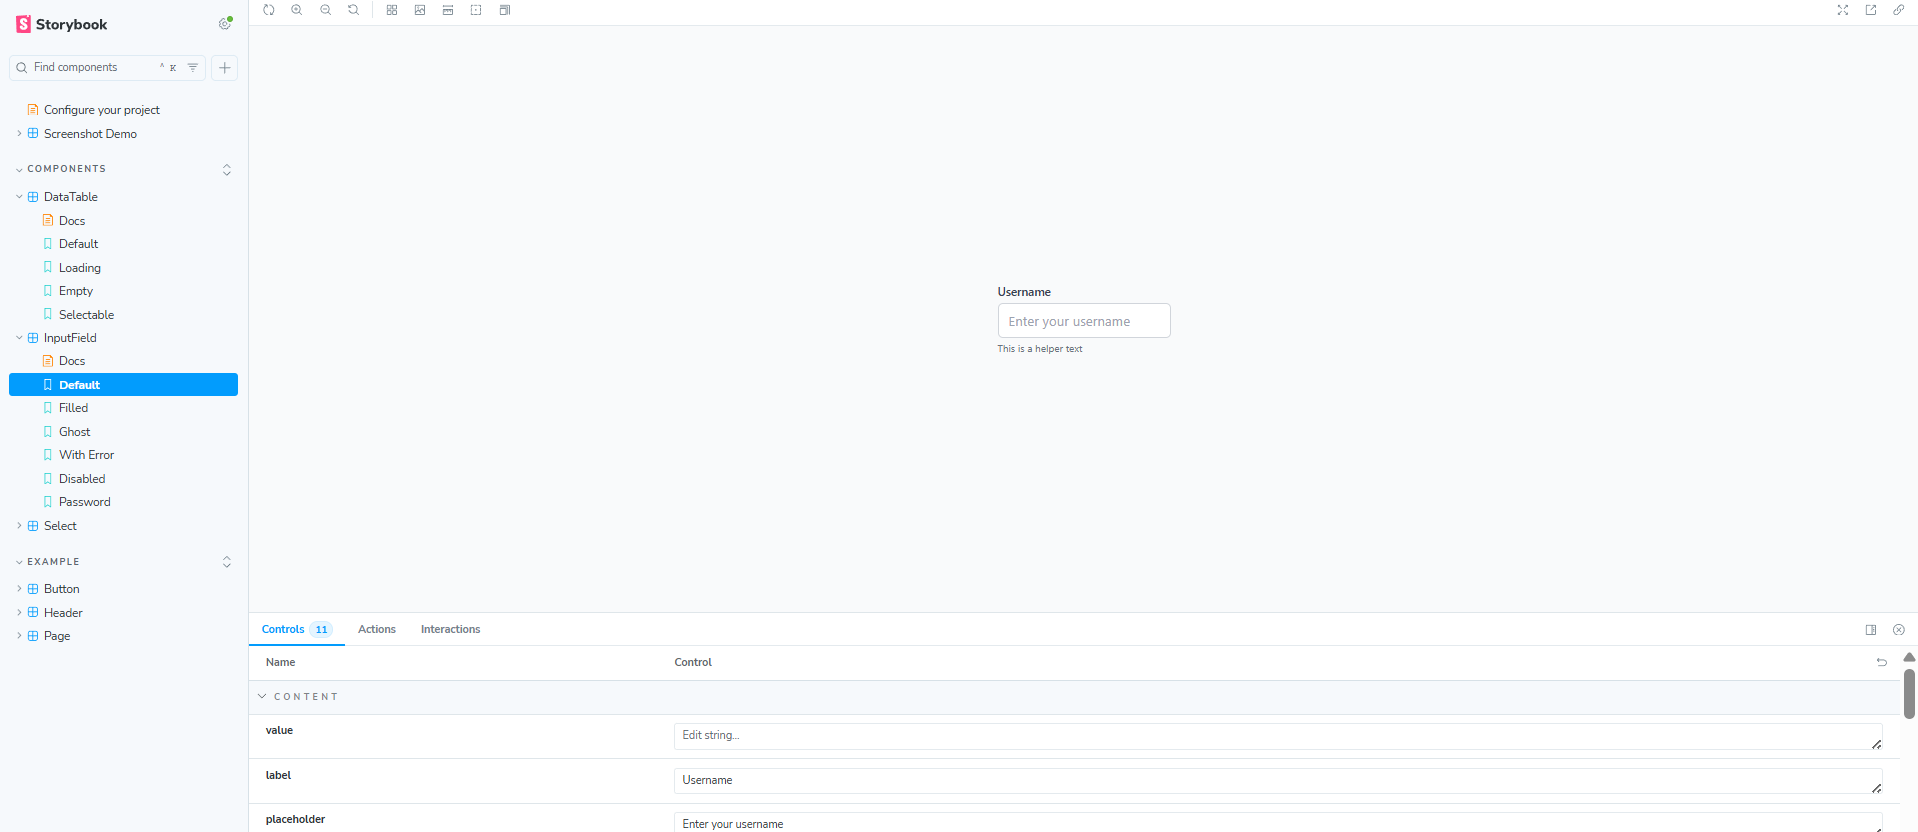 Storybook
Find components
^ K
Configure your project
Screenshot Demo
COMPONENTS
DataTable
Docs
Default
Loading
Empty
Selectable
InputField
Docs
Default
Filled
Ghost
With Error
Disabled
Password
Select
EXAMPLE
Button
Header
Page
Username
Enter your username
This is a helper text
Controls 11 Actions Interactions
Name Control
CONTENT
value Edit string...
label Username
placeholder Enter your username